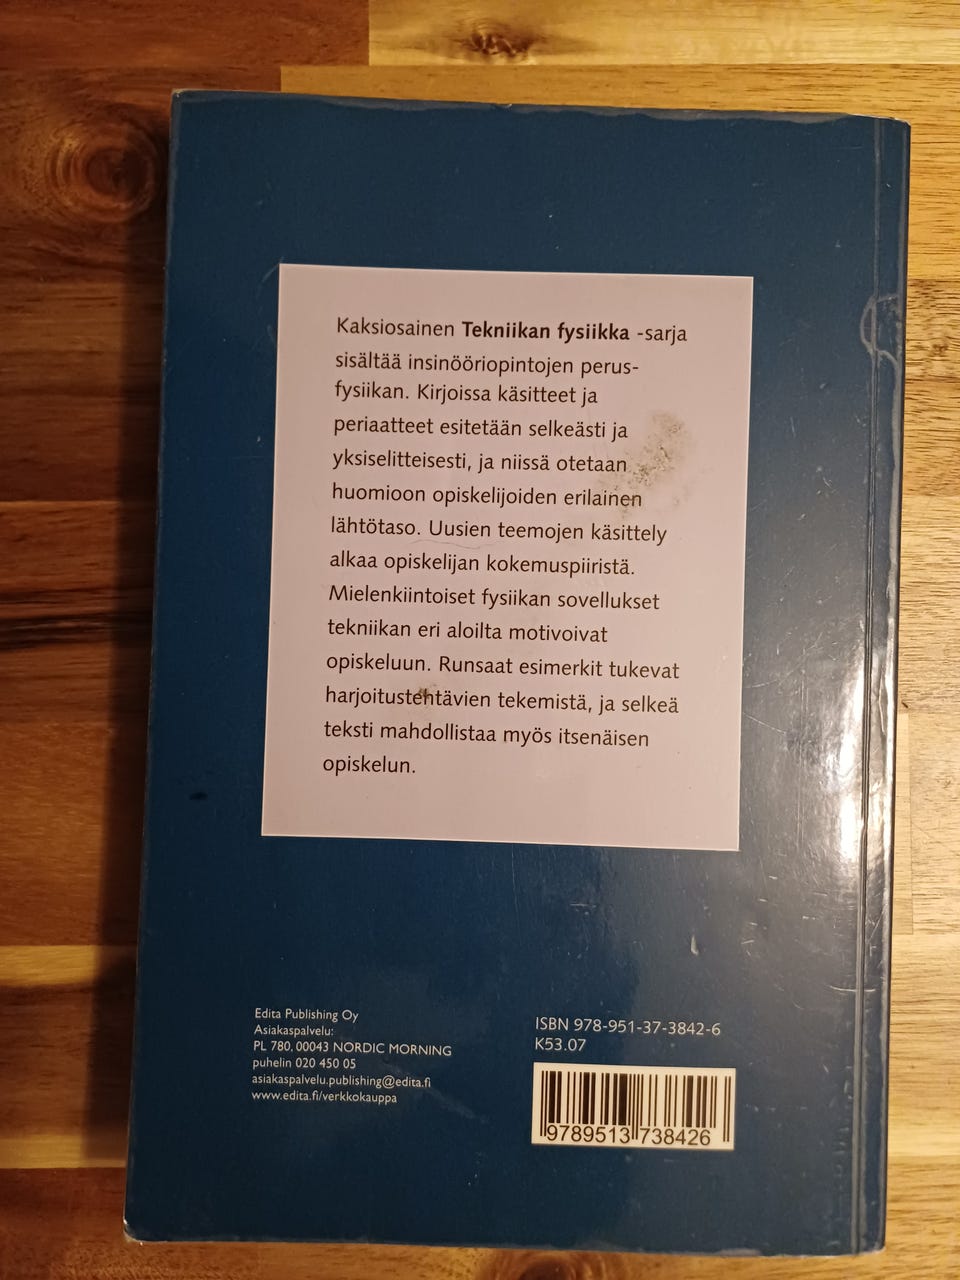 Kaksiosainen Tekniikan fysiikka -sarja
sisältää insinööriopintojen perus-
fysiikan. Kirjoissa käsitteet ja
periaatteet esitetään selkeästi ja
yksiselitteisesti, ja niissä otetaan
huomioon opiskelijoiden erilainen
lähtötaso. Uusien teemojen käsittely
alkaa opiskelijan kokemuspiiristä.
Mielenkiintoiset fysiikan sovellukset
tekniikan eri aloilta motivoivat
opiskeluun. Runsaat esimerkit tukevat
harjoitustehtävien tekemistä, ja selkeä
teksti mahdollistaa myös itsenäisen
opiskelun.
Edita Publishing Oy
Asiakaspalvelu:
PL 780, 00043 NORDIC MORNING
puhelin 020 450 05
asiakaspalvelu.publishing@edita.fi
www.edita.fi/verkkokauppa
ISBN 978-951-37-3842-6
K53.07
9789513738426